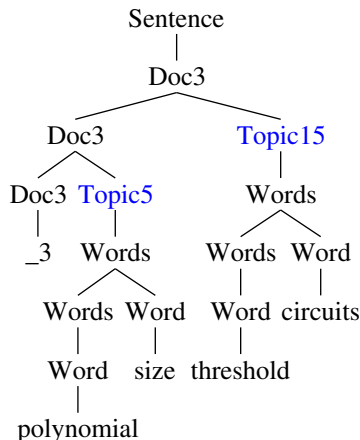 Sentence
Doc3
Doc3 Topic15
Doc3 Topic5 Words
_3 Words Words Word
Words Word Word circuits
Word size threshold
polynomial